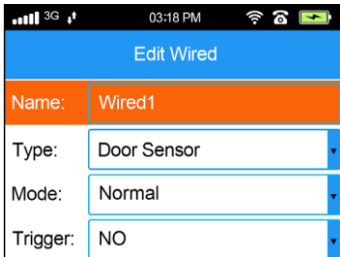 3G 03:18 PM
Edit Wired
Name: Wired1
Type: Door Sensor
Mode: Normal
Trigger: NO